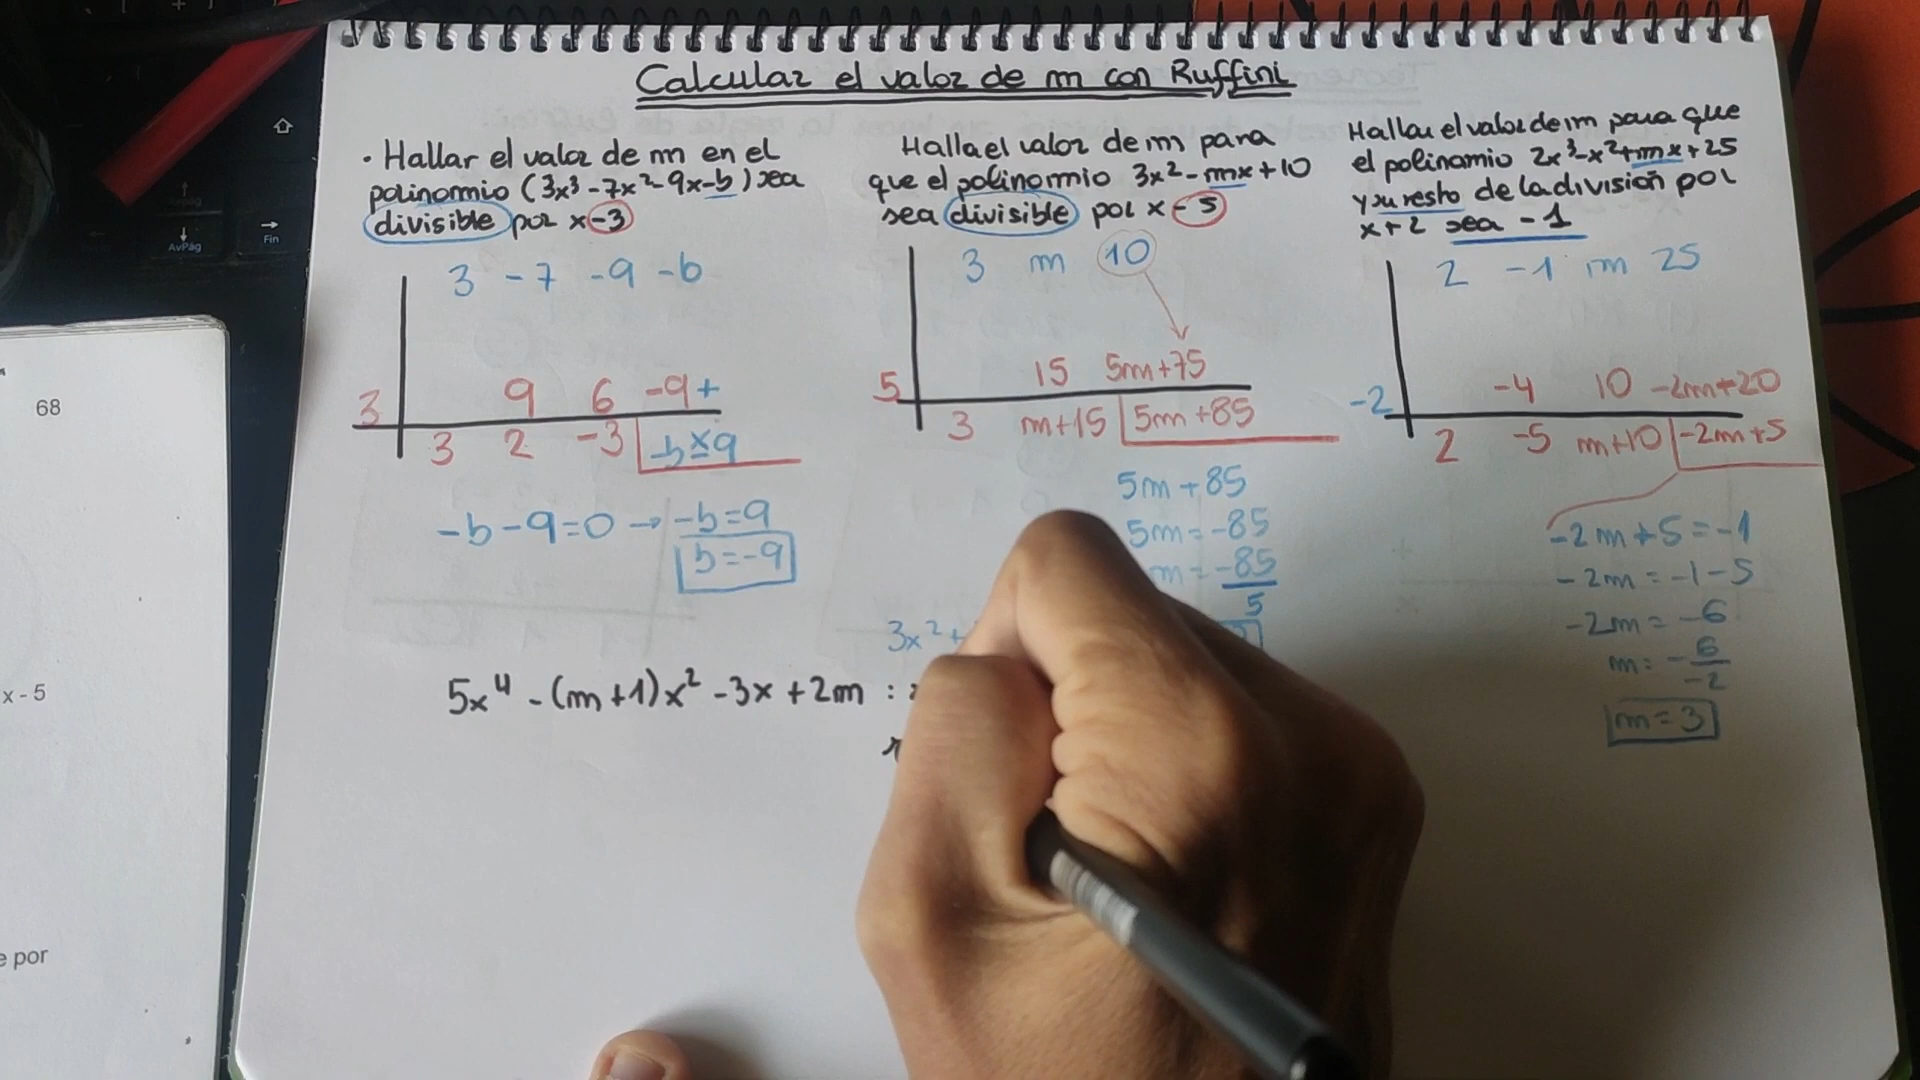 Calcular el valor de m con Ruffini
· Hallar el valor de m en el
polinomio (3x³-7x²-9x-b) sea
divisible por x-3
3 -7 -9 -b
9 6 -9+
3
3 2 -3 -b-9
-b-9=0 → -b=9
b=-9
Halla el valor de m para
que el polinomio 3x²-mx+10
sea divisible por x-5
3 m 10
15 5m+75
5
3 m+15 5m+85
5m+85
5m=-85
m=-85
5
3x²+
Hallar el valor de m para que
el polinomio 2x³-x²+mx+25
y su resto de la división por
x+2 sea -1
2 -1 m 25
-4 10 -2m+20
-2
2 -5 m+10 -2m+5
-2m+5=-1
-2m=-1-5
-2m=-6
m:-6
-2
m=3
5x⁴-(m+1)x²-3x+2m :
68
x - 5
e por
AvPág
Fin